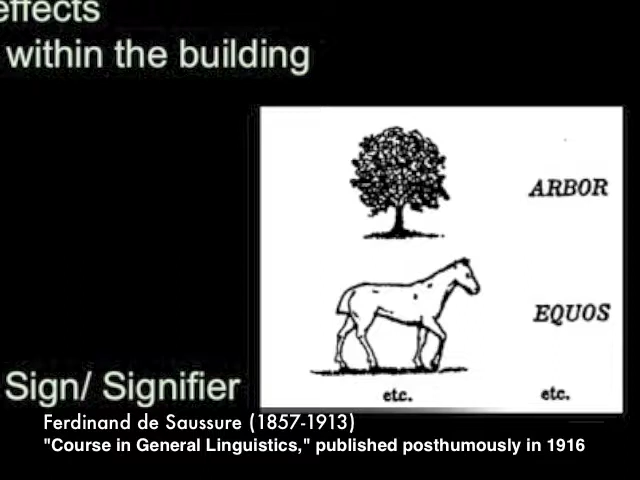 effects
within the building
ARBOR
EQUOS
etc. etc.
Sign/ Signifier
Ferdinand de Saussure (1857-1913)
"Course in General Linguistics," published posthumously in 1916